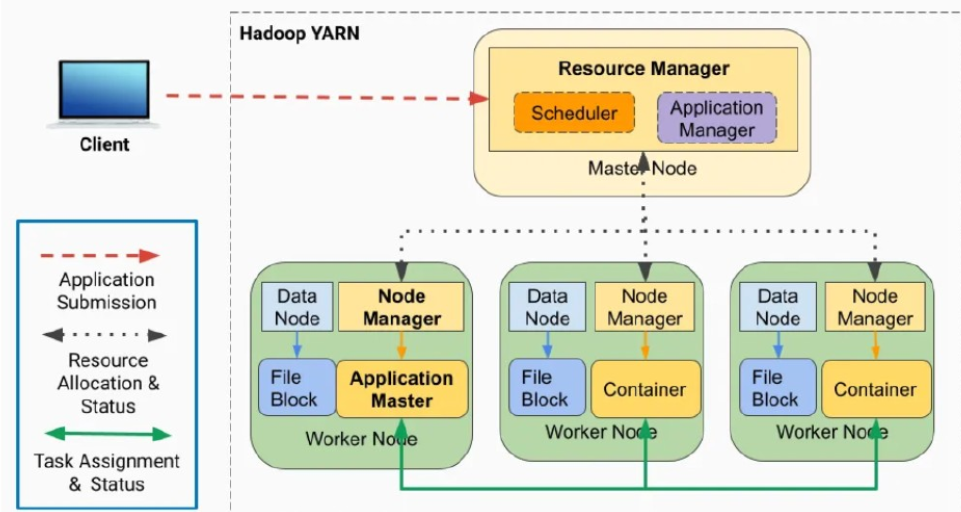 Hadoop YARN
Resource Manager
Scheduler
Application
Manager
Master Node
Client
Application
Submission
Resource
Allocation &
Status
Task Assignment
& Status
Data
Node
Node
Manager
File
Block
Application
Master
Worker Node
Data
Node
Node
Manager
File
Block
Container
Worker Node
Data
Node
Node
Manager
File
Block
Container
Worker Node